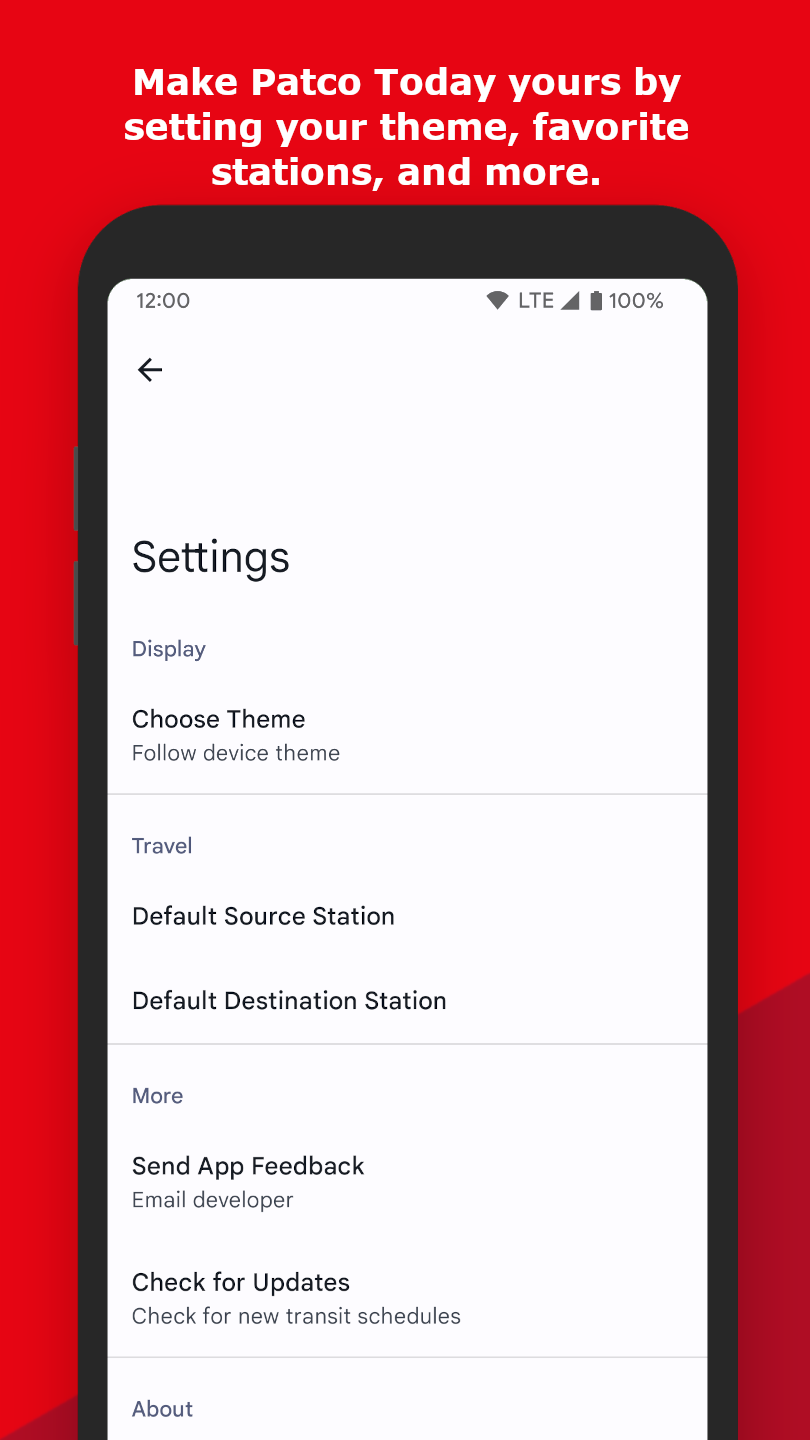 Make Patco Today yours by
setting your theme, favorite
stations, and more.
12:00 LTE 100%
Settings
Display
Choose Theme
Follow device theme
Travel
Default Source Station
Default Destination Station
More
Send App Feedback
Email developer
Check for Updates
Check for new transit schedules
About